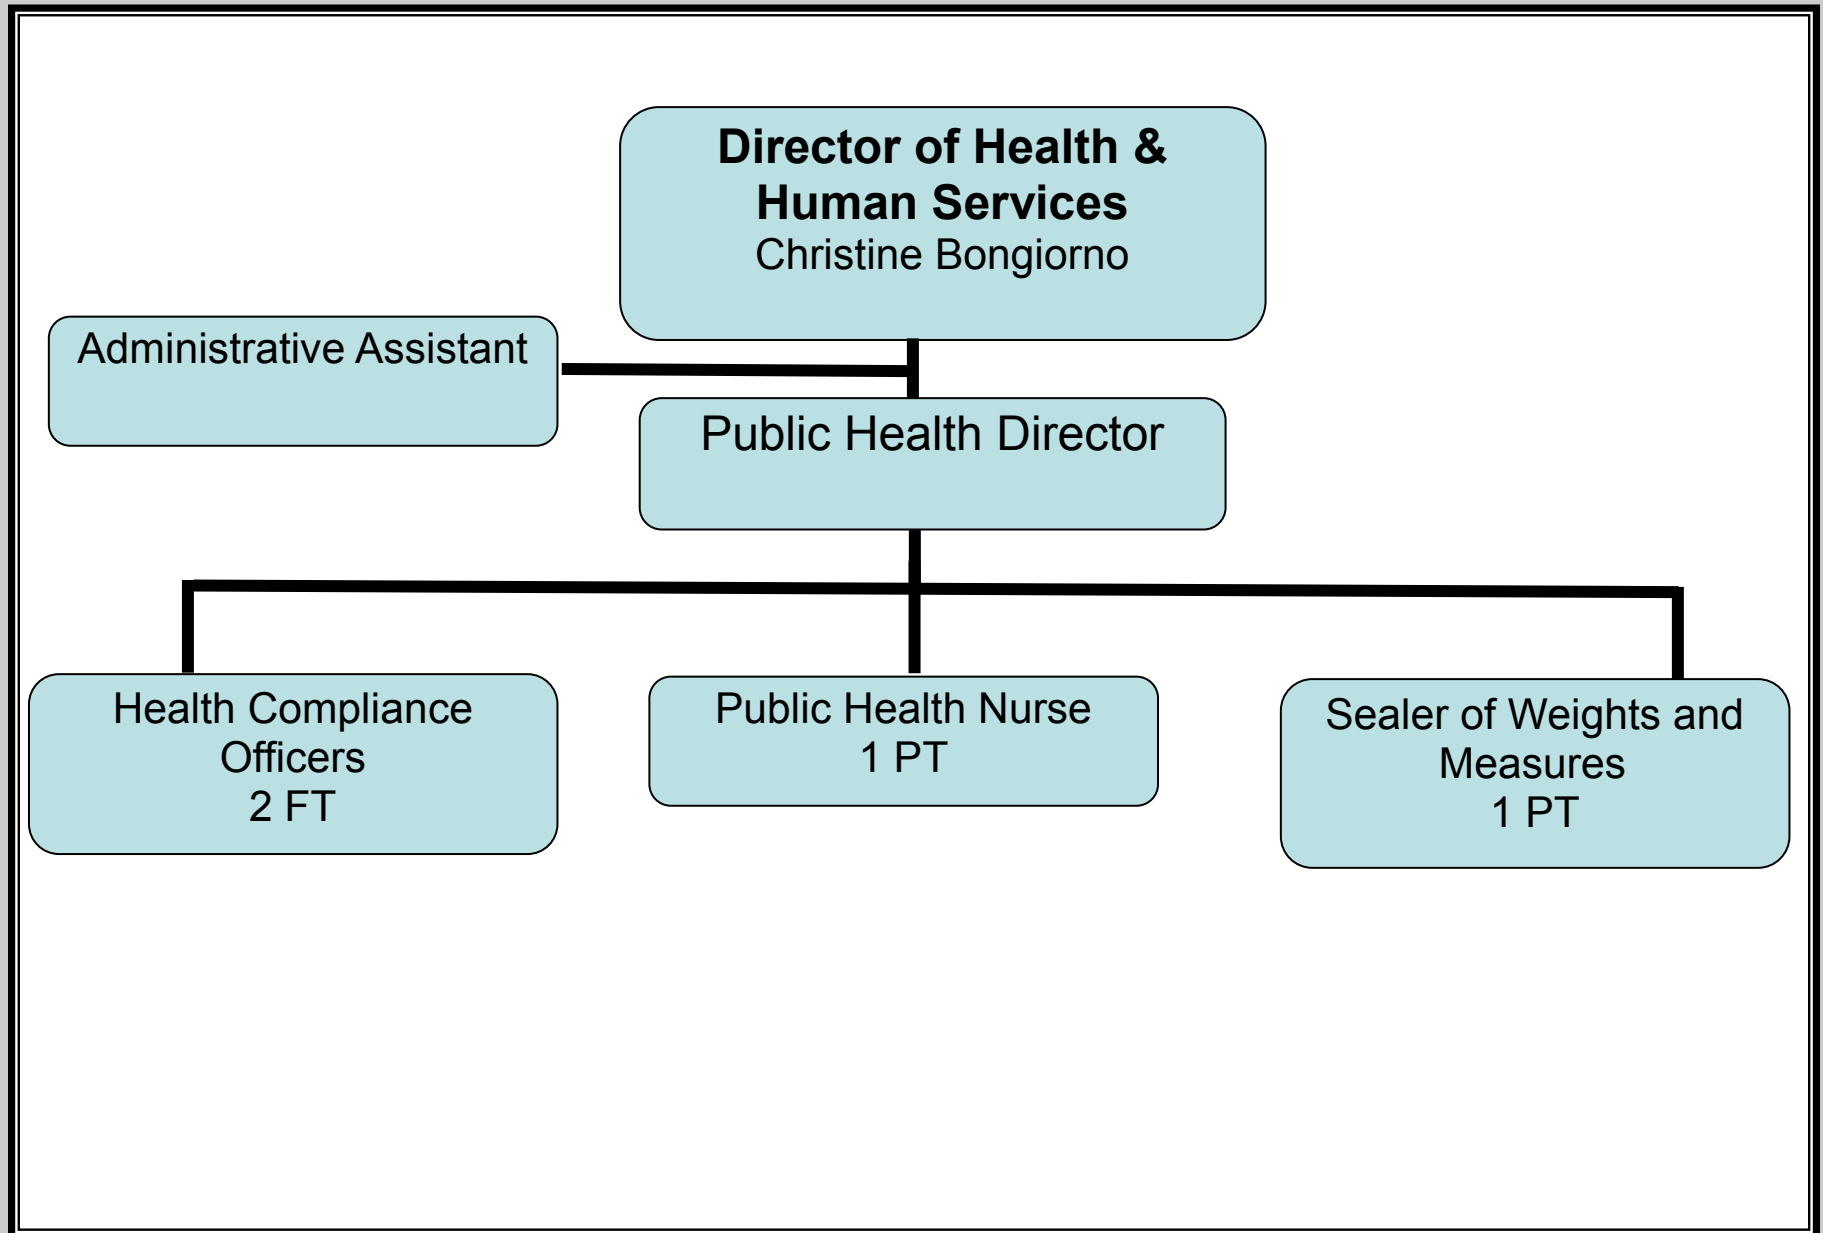 Director of Health &
Human Services
Christine Bongiorno
Administrative Assistant
Public Health Director
Health Compliance
Officers
2 FT
Public Health Nurse
1 PT
Sealer of Weights and
Measures
1 PT